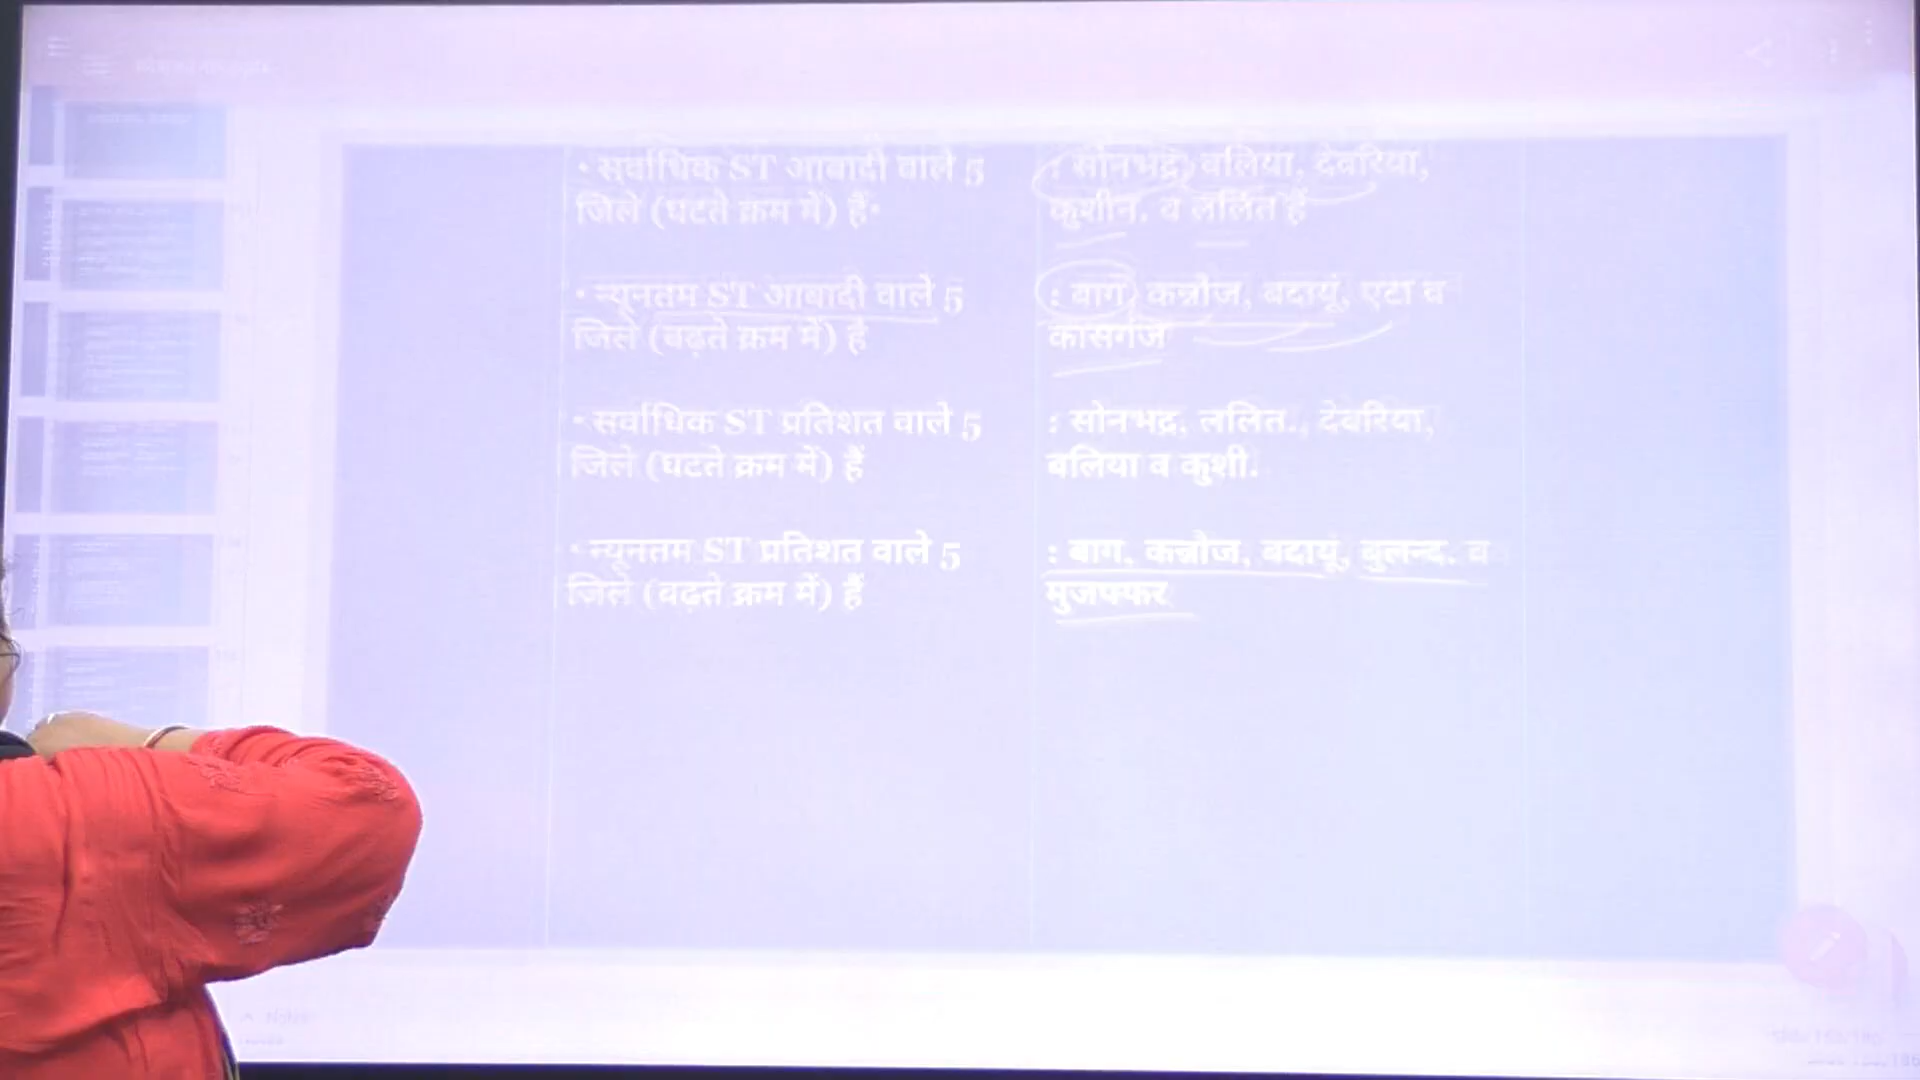 • सर्वाधिक ST आबादी वाले 5
जिले (घटते क्रम में) हैं•
: सोनभद्र, बलिया, देवरिया,
कुशीन. व ललित हैं
• न्यूनतम ST आबादी वाले 5
जिले (बढ़ते क्रम में) है
: बाग, कन्नौज, बदायूं, एटा व
कासगंज
• सर्वाधिक ST प्रतिशत वाले 5
जिले (घटते क्रम में) हैं
: सोनभद्र, ललित., देवरिया,
बलिया व कुशी.
• न्यूनतम ST प्रतिशत वाले 5
जिले (बढ़ते क्रम में) हैं
: बाग, कन्नौज, बदायूं, बुलन्द. व
मुजफ्फर